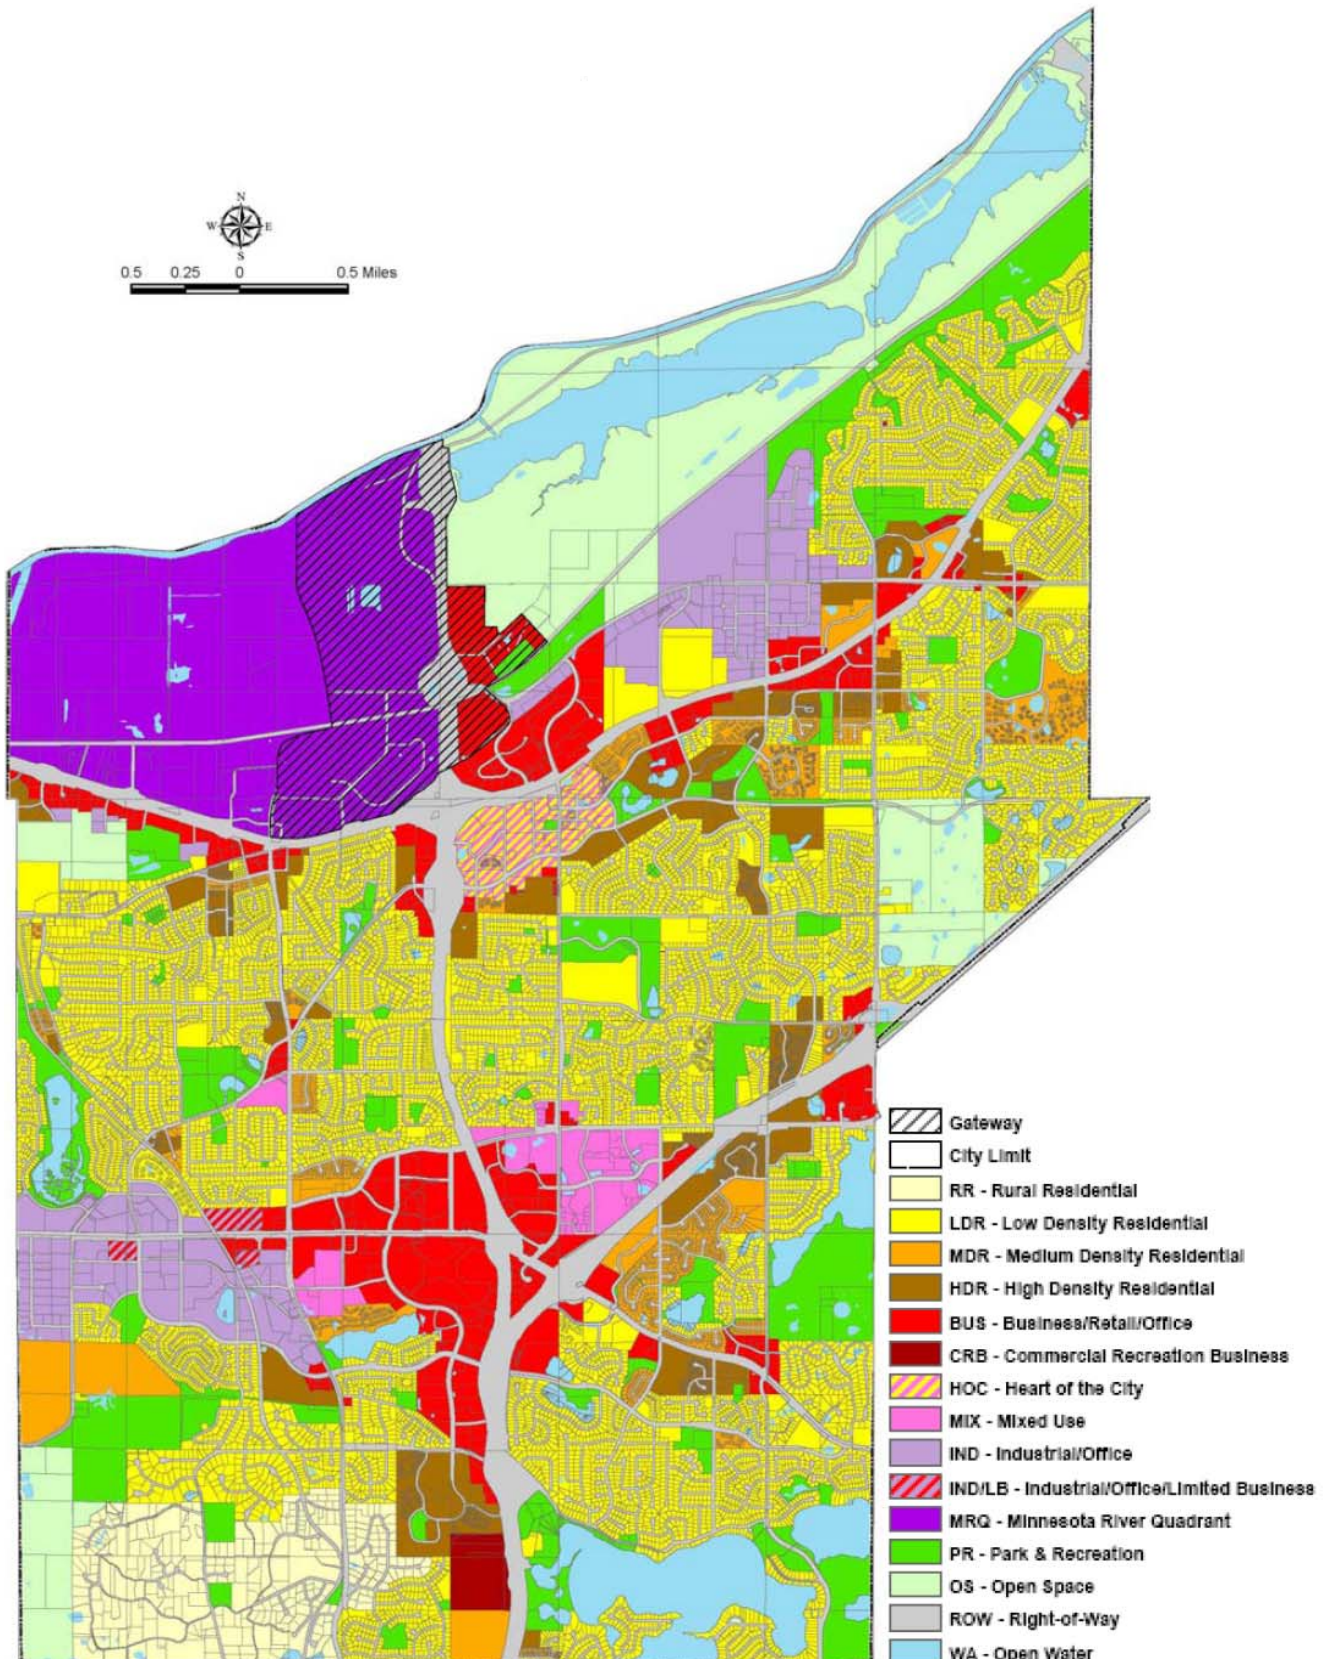 N
W E
S
0.5 0.25 0 0.5 Miles
Gateway
City Limit
RR - Rural Residential
LDR - Low Density Residential
MDR - Medium Density Residential
HDR - High Density Residential
BUS - Business/Retail/Office
CRB - Commercial Recreation Business
HOC - Heart of the City
MIX - Mixed Use
IND - Industrial/Office
IND/LB - Industrial/Office/Limited Business
MRQ - Minnesota River Quadrant
PR - Park & Recreation
OS - Open Space
ROW - Right-of-Way
WA - Open Water